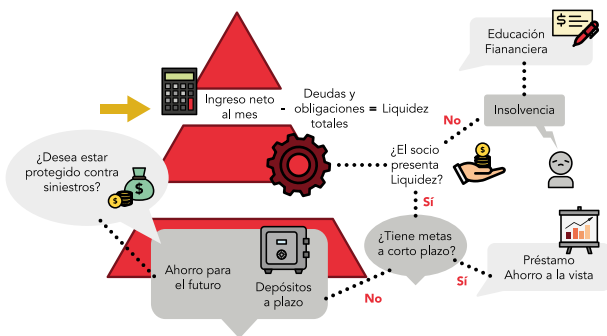 Educación
Fiananciera
Ingreso neto
al mes
-
Deudas y
obligaciones
totales
= Liquidez
Insolvencia
No
¿El socio
presenta
Liquidez?
¿Desea estar
protegido contra
siniestros?
Sí
¿Tiene metas
a corto plazo?
Sí
Préstamo
Ahorro a la vista
No
Ahorro para
el futuro
Depósitos
a plazo